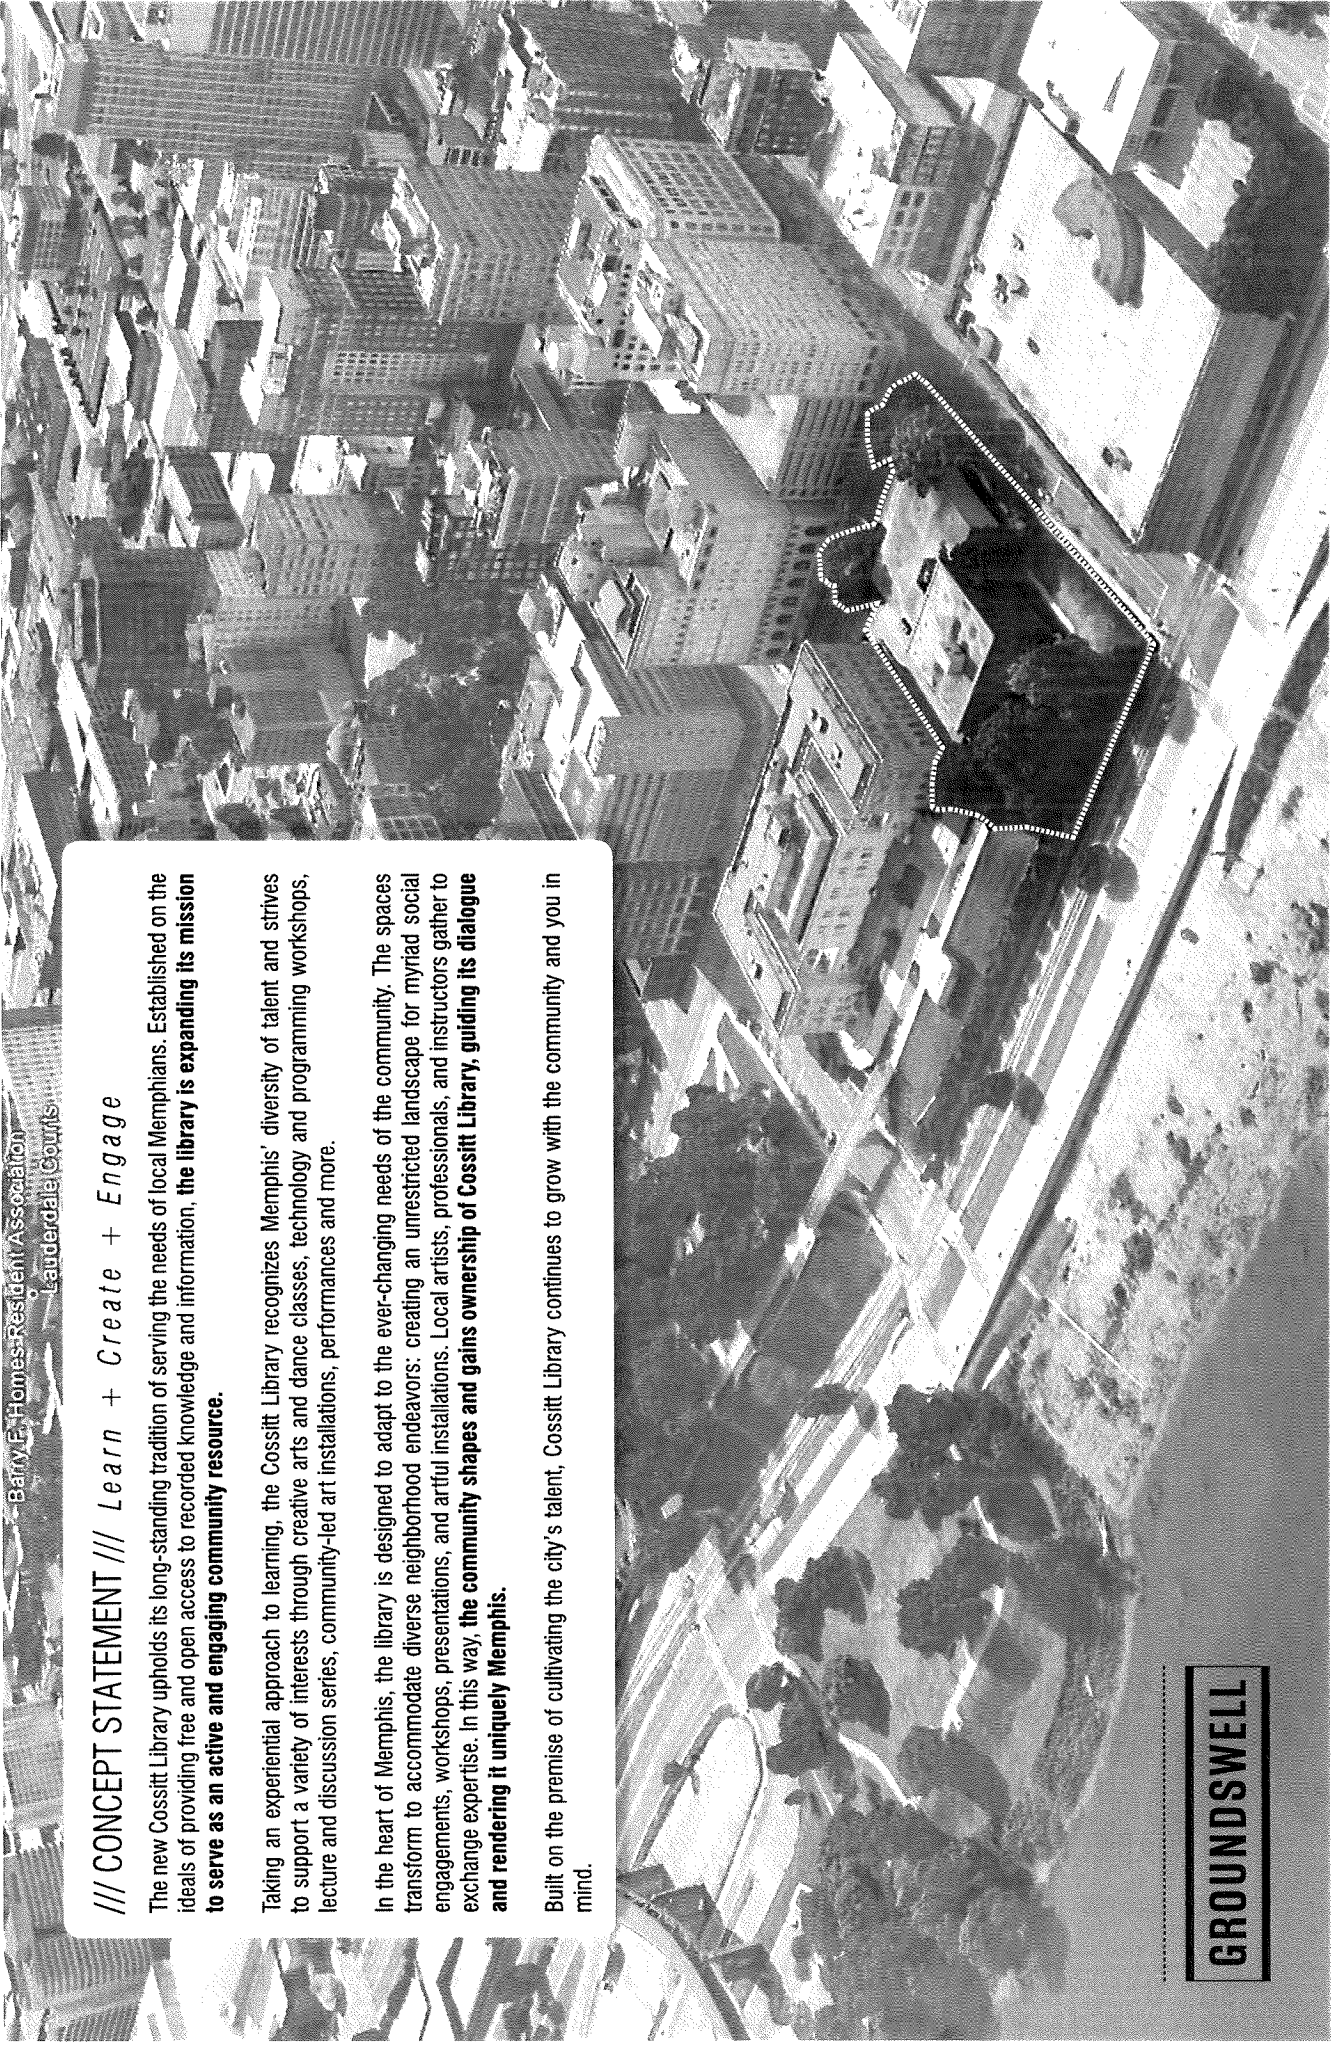 Barry F. Homes Resident Association
Lauderdale Courts
/// CONCEPT STATEMENT /// Learn + Create + Engage
The new Cossitt Library upholds its long-standing tradition of serving the needs of local Memphians. Established on the
ideals of providing free and open access to recorded knowledge and information, the library is expanding its mission
to serve as an active and engaging community resource.
Taking an experiential approach to learning, the Cossitt Library recognizes Memphis' diversity of talent and strives
to support a variety of interests through creative arts and dance classes, technology and programming workshops,
lecture and discussion series, community-led art installations, performances and more.
In the heart of Memphis, the library is designed to adapt to the ever-changing needs of the community. The spaces
transform to accommodate diverse neighborhood endeavors: creating an unrestricted landscape for myriad social
engagements, workshops, presentations, and artful installations. Local artists, professionals, and instructors gather to
exchange expertise. In this way, the community shapes and gains ownership of Cossitt Library, guiding its dialogue
and rendering it uniquely Memphis.
Built on the premise of cultivating the city's talent, Cossitt Library continues to grow with the community and you in
mind.
GROUNDSWELL